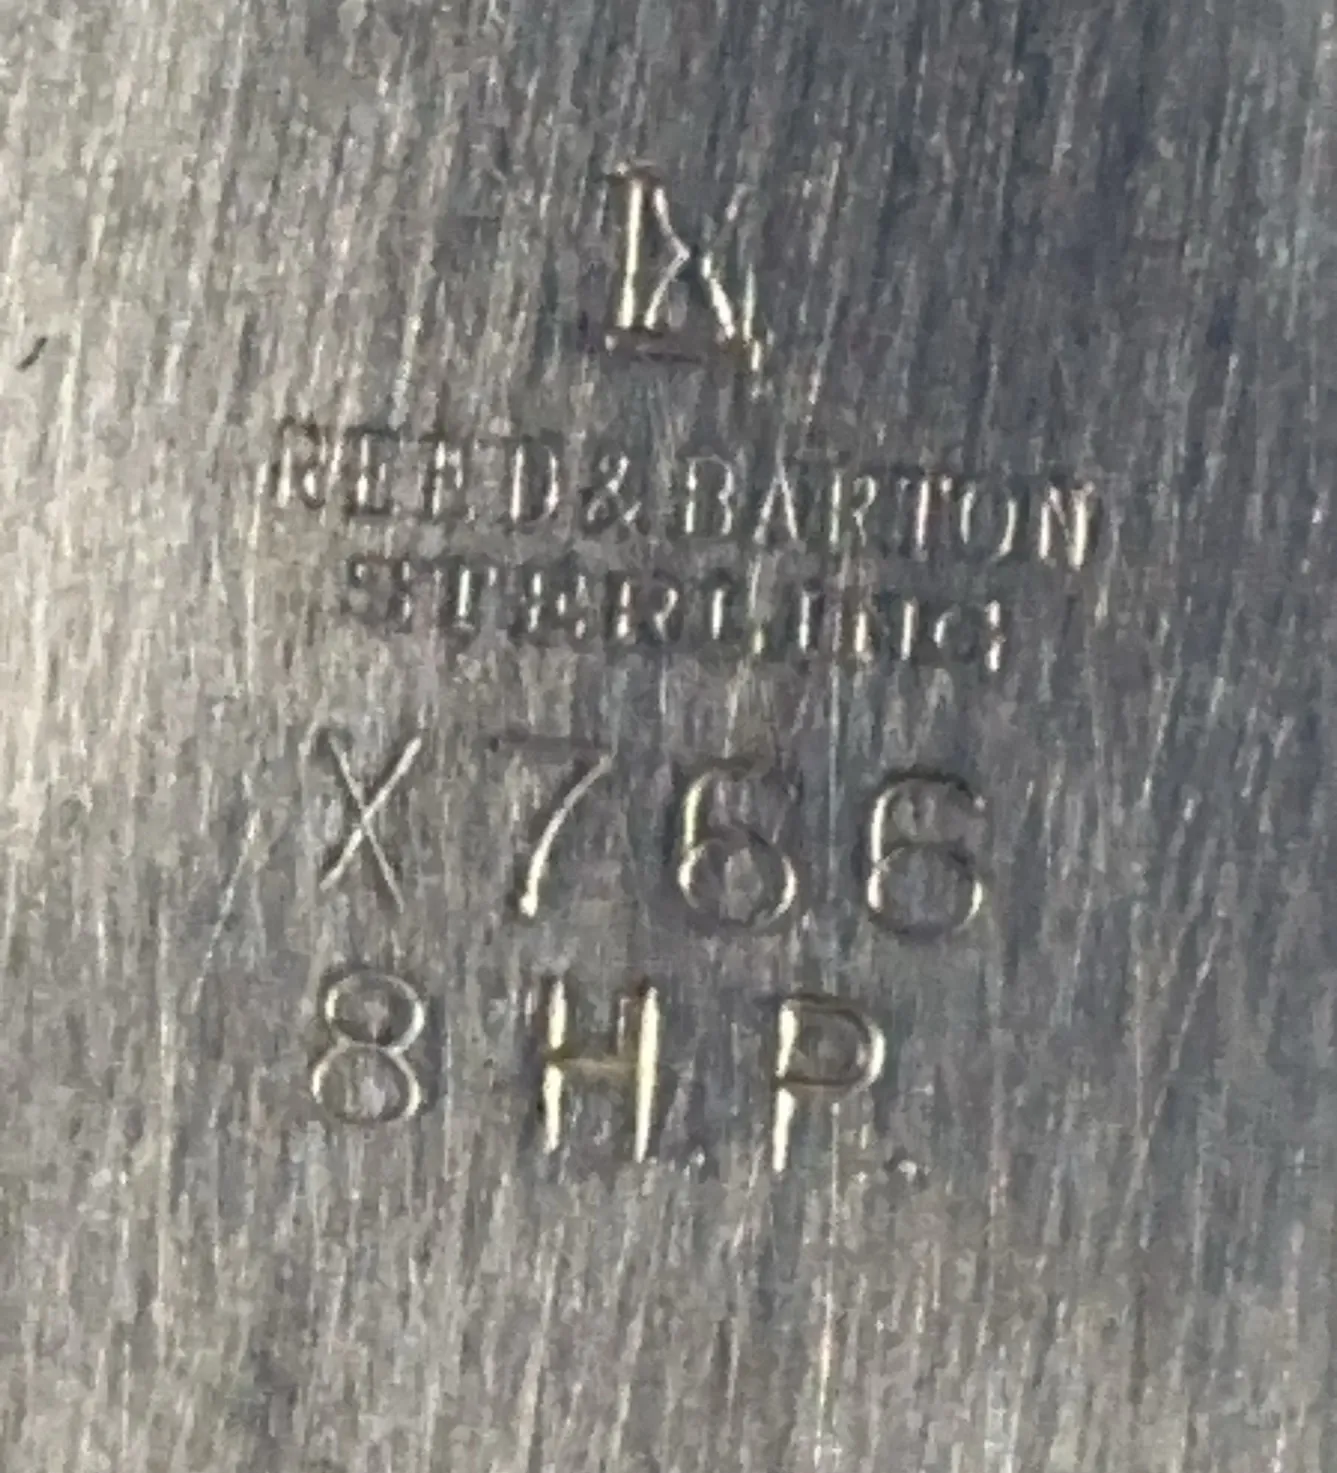 REED & BARTON
STERLING
X766
8 H.P.